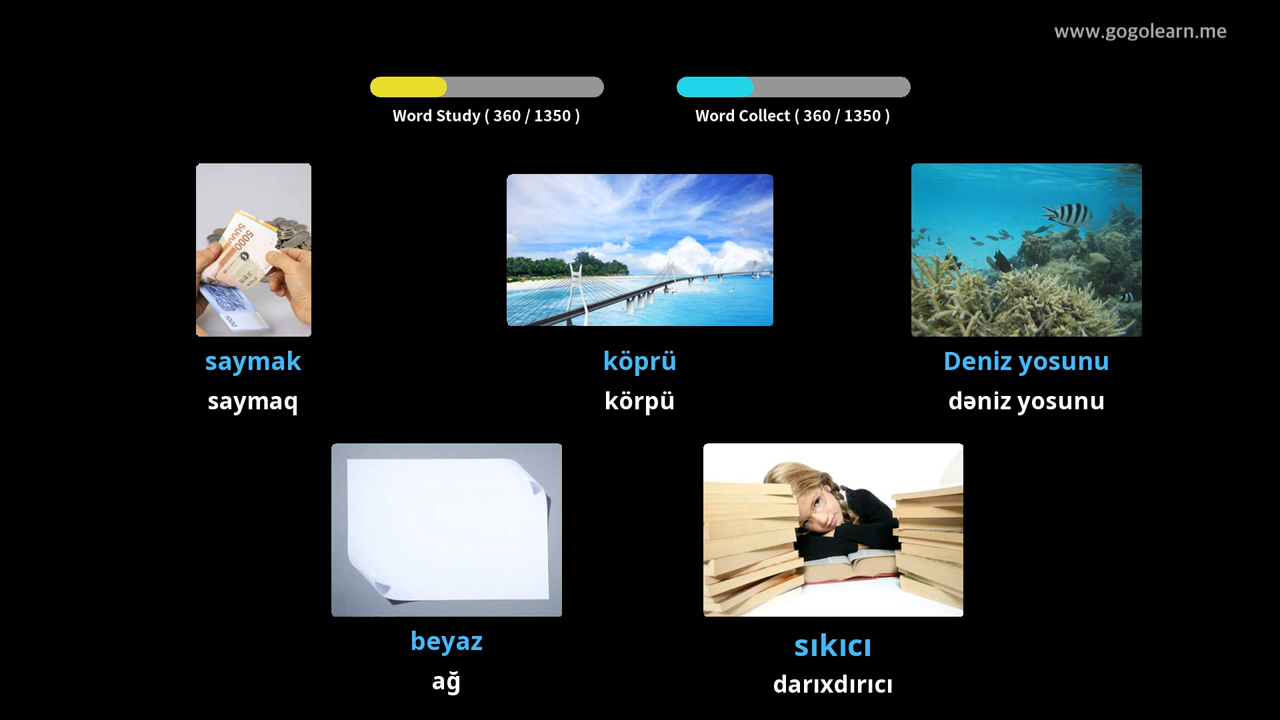 www.gogolearn.me
Word Study ( 360 / 1350 )
Word Collect ( 360 / 1350 )
saymak
saymaq
köprü
körpü
Deniz yosunu
dəniz yosunu
beyaz
ağ
sıkıcı
darıxdırıcı